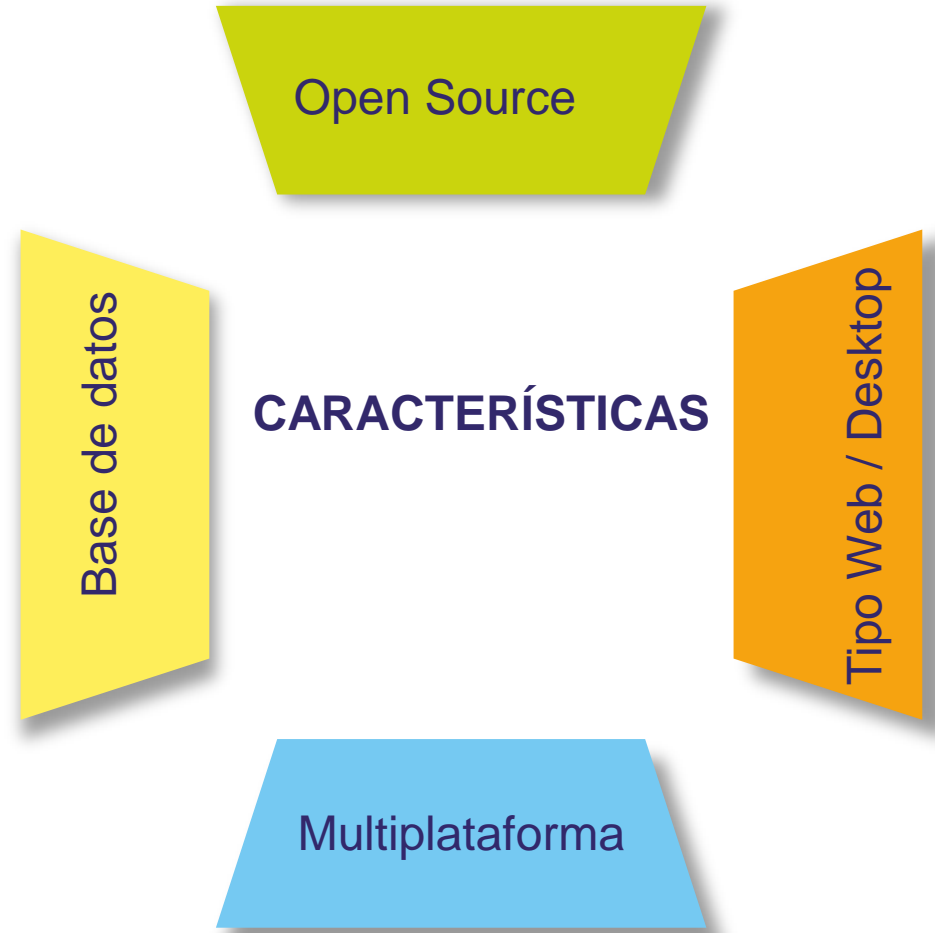 Open Source
Base de datos
CARACTERÍSTICAS
Tipo Web / Desktop
Multiplataforma